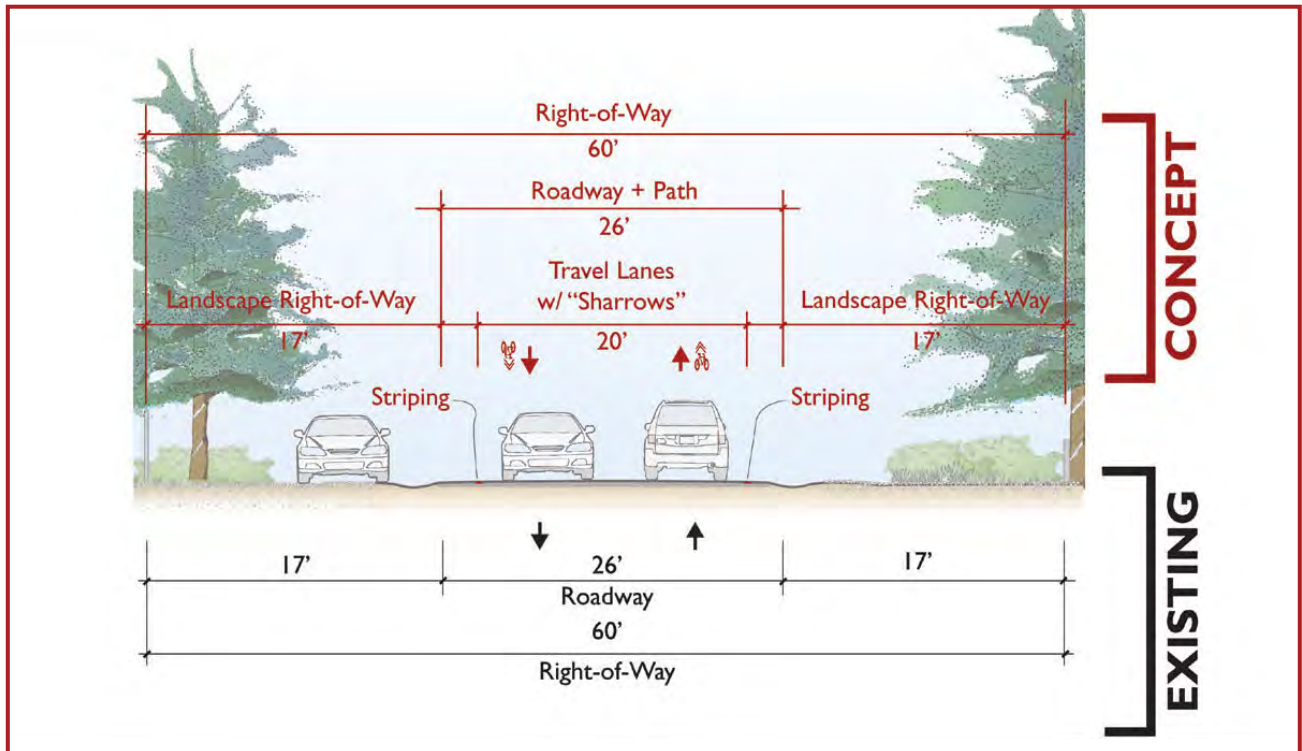 Right-of-Way
60’
Roadway + Path
26’
Travel Lanes
w/ “Sharrows”
20’
Landscape Right-of-Way
17’
Landscape Right-of-Way
17’
Striping
Striping
CONCEPT
17’
26’
Roadway
17’
60’
Right-of-Way
EXISTING